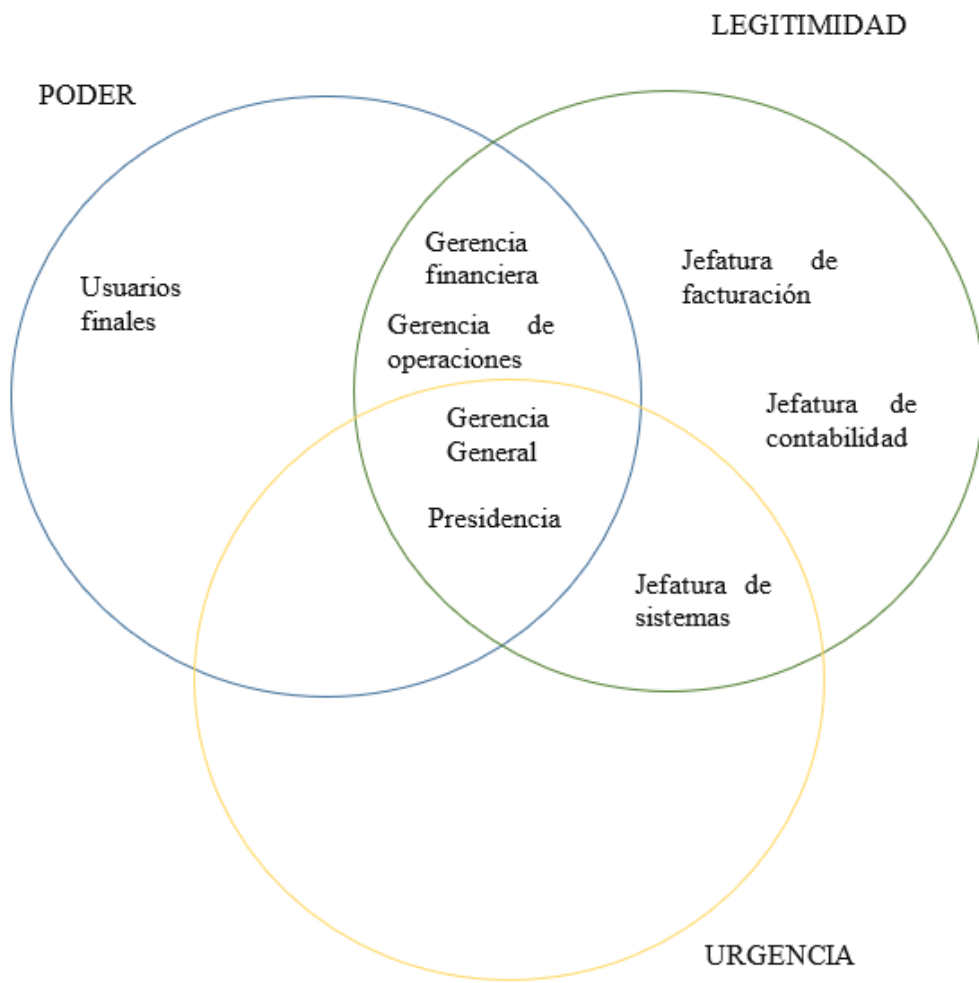 LEGITIMIDAD
PODER
Gerencia
financiera
Jefatura de
facturación
Usuarios
finales
Gerencia de
operaciones
Jefatura de
contabilidad
Gerencia
General
Presidencia
Jefatura de
sistemas
URGENCIA